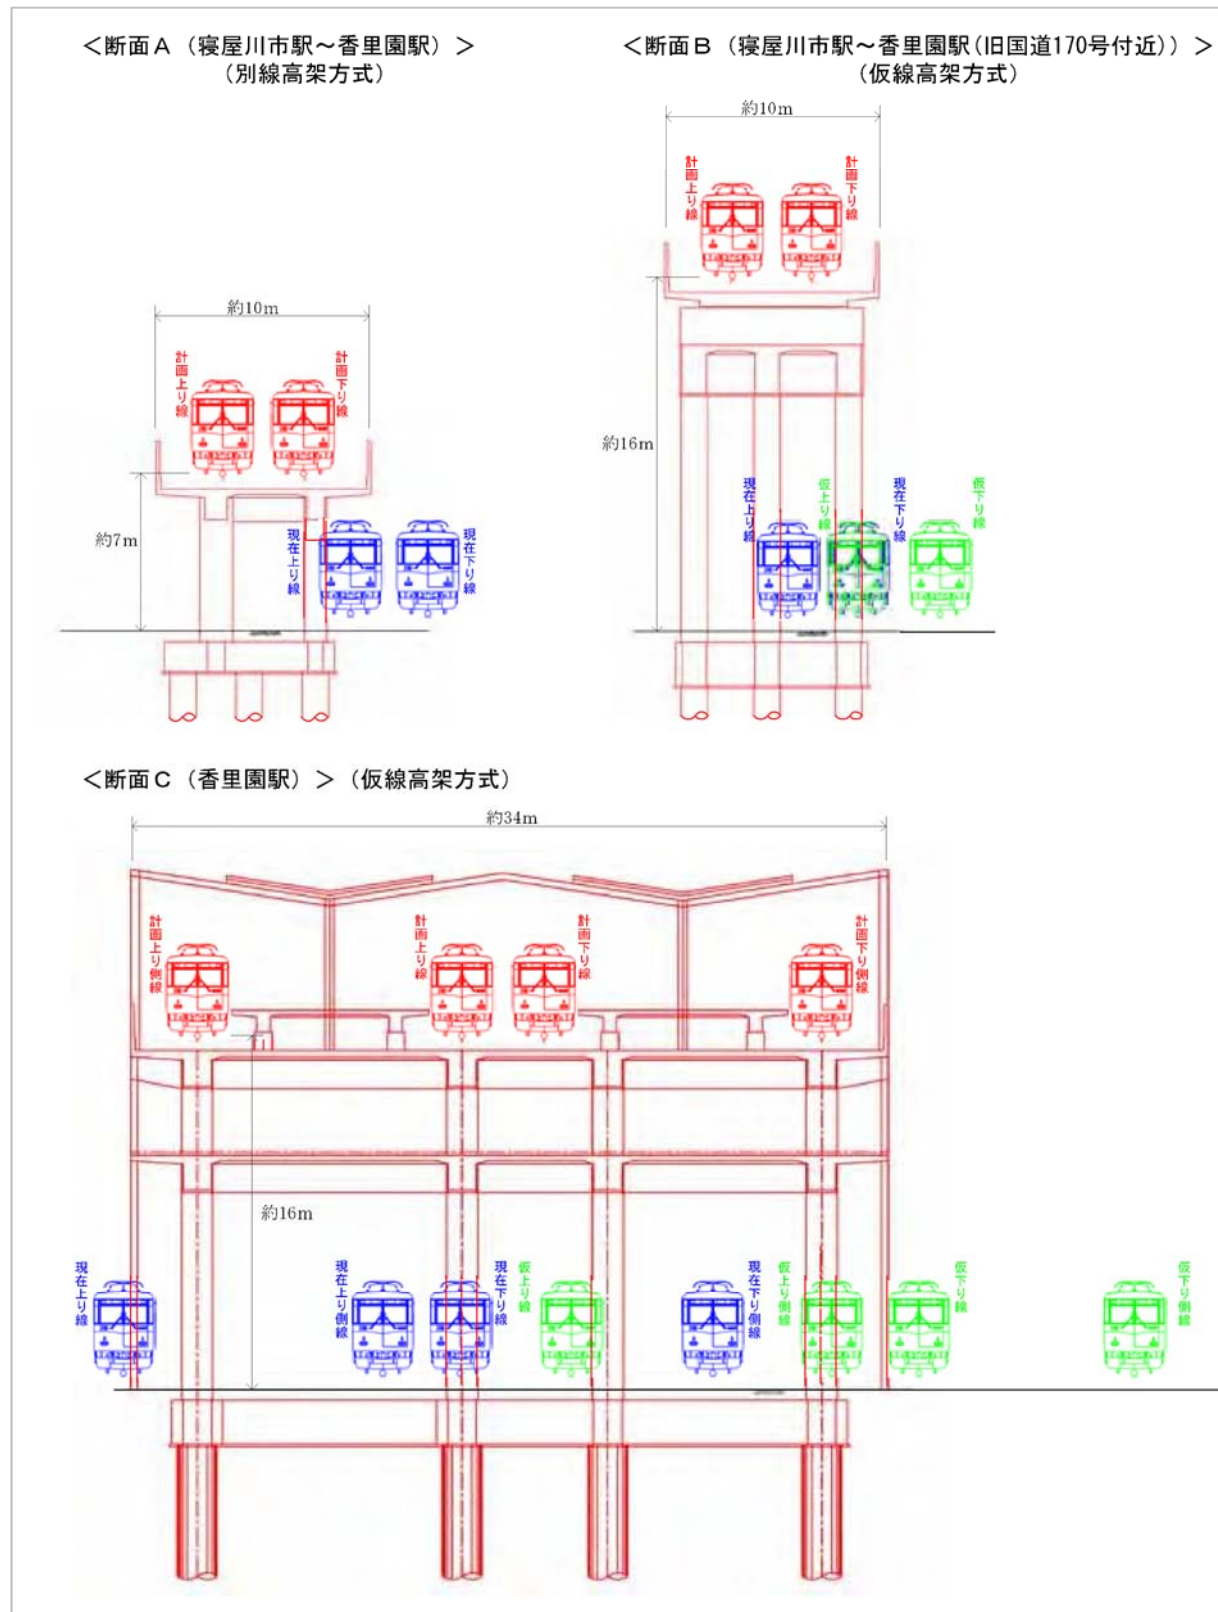 ＜断面Ａ（寝屋川市駅～香里園駅）＞
（別線高架方式）
約10m
計画上り線
計画下り線
約7m
現在上り線
現在下り線
＜断面Ｂ（寝屋川市駅～香里園駅(旧国道170号付近)）＞
（仮線高架方式）
約10m
計画上り線
計画下り線
約16m
現在上り線
仮上り線
現在下り線
仮下り線
＜断面Ｃ（香里園駅）＞（仮線高架方式）
約34m
計画上り側線
計画上り線
計画下り線
計画下り側線
約16m
現在上り線
現在上り側線
現在下り線
仮上り線
現在下り側線
仮上り側線
仮下り線
仮下り側線